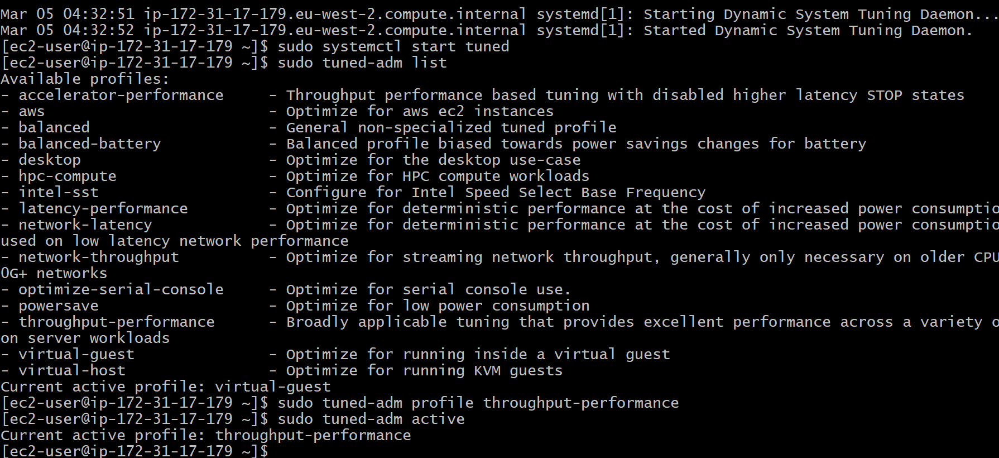 Mar 05 04:32:51 ip-172-31-17-179.eu-west-2.compute.internal systemd[1]: Starting Dynamic System Tuning Daemon...
Mar 05 04:32:52 ip-172-31-17-179.eu-west-2.compute.internal systemd[1]: Started Dynamic System Tuning Daemon.
[ec2-user@ip-172-31-17-179 ~]$ sudo systemctl start tuned
[ec2-user@ip-172-31-17-179 ~]$ sudo tuned-adm list
Available profiles:
- accelerator-performance     - Throughput performance based tuning with disabled higher latency STOP states
- aws                         - Optimize for aws ec2 instances
- balanced                    - General non-specialized tuned profile
- balanced-battery            - Balanced profile biased towards power savings changes for battery
- desktop                     - Optimize for the desktop use-case
- hpc-compute                 - Optimize for HPC compute workloads
- intel-sst                   - Configure for Intel Speed Select Base Frequency
- latency-performance         - Optimize for deterministic performance at the cost of increased power consumptio
- network-latency             - Optimize for deterministic performance at the cost of increased power consumptio
used on low latency network performance
- network-throughput          - Optimize for streaming network throughput, generally only necessary on older CPU
0G+ networks
- optimize-serial-console     - Optimize for serial console use.
- powersave                   - Optimize for low power consumption
- throughput-performance      - Broadly applicable tuning that provides excellent performance across a variety o
on server workloads
- virtual-guest               - Optimize for running inside a virtual guest
- virtual-host                - Optimize for running KVM guests
Current active profile: virtual-guest
[ec2-user@ip-172-31-17-179 ~]$ sudo tuned-adm profile throughput-performance
[ec2-user@ip-172-31-17-179 ~]$ sudo tuned-adm active
Current active profile: throughput-performance
[ec2-user@ip-172-31-17-179 ~]$